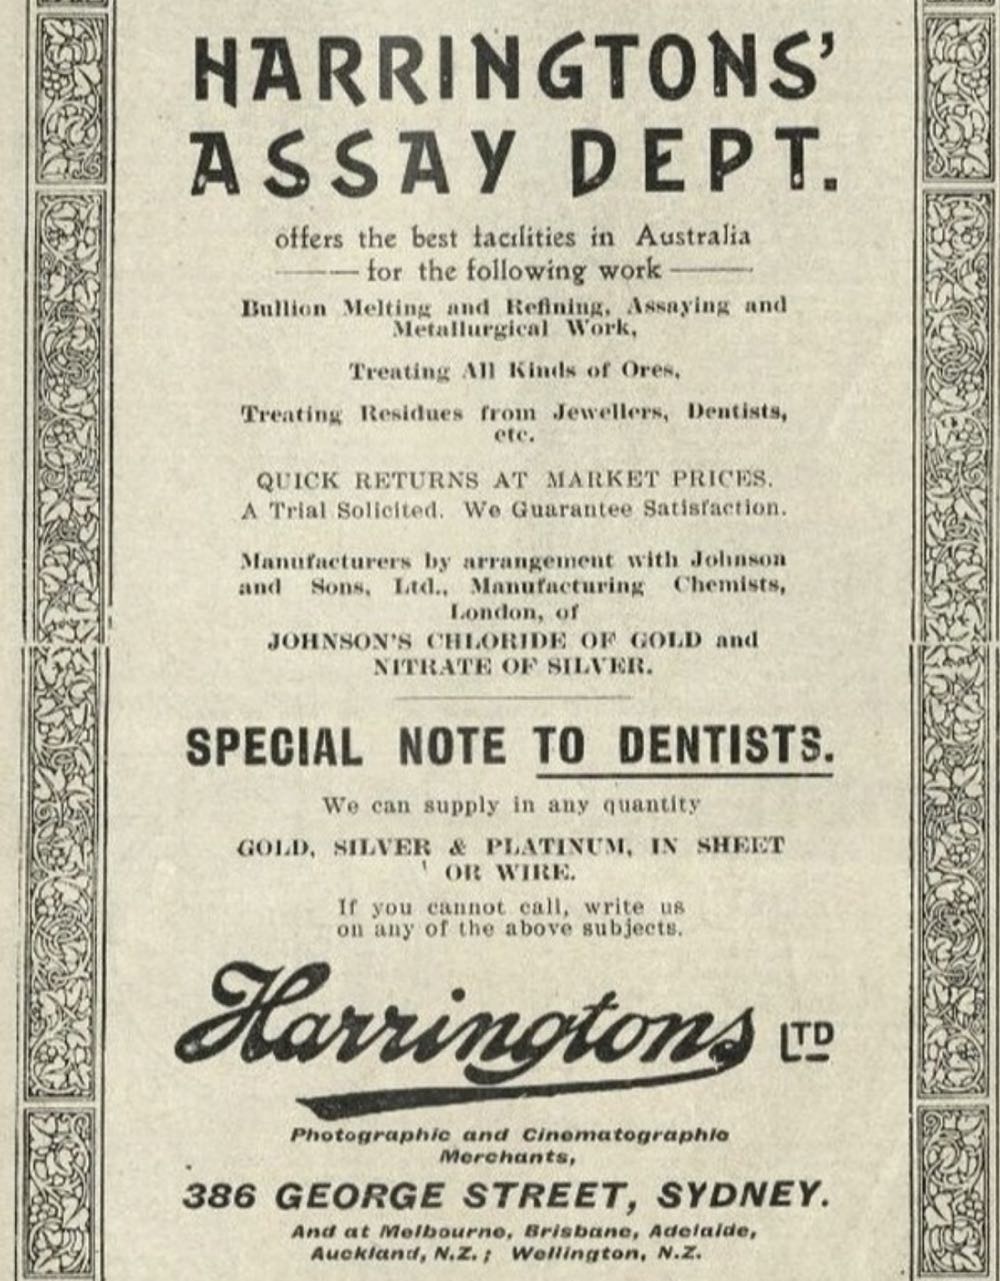 HARRINGTONS'
ASSAY DEPT.
offers the best facilities in Australia
for the following work
Bullion Melting and Refining, Assaying and
Metallurgical Work,
Treating All Kinds of Ores,
Treating Residues from Jewellers, Dentists,
etc.
QUICK RETURNS AT MARKET PRICES.
A Trial Solicited. We Guarantee Satisfaction.
Manufacturers by arrangement with Johnson
and Sons, Ltd., Manufacturing Chemists,
London, of
JOHNSON'S CHLORIDE OF GOLD and
NITRATE OF SILVER.
SPECIAL NOTE TO DENTISTS.
We can supply in any quantity
GOLD, SILVER & PLATINUM, IN SHEET
OR WIRE.
If you cannot call, write us
on any of the above subjects.
Harringtons LTD
Photographic and Cinematographic
Merchants,
386 GEORGE STREET, SYDNEY.
And at Melbourne, Brisbane, Adelaide,
Auckland, N.Z.; Wellington, N.Z.